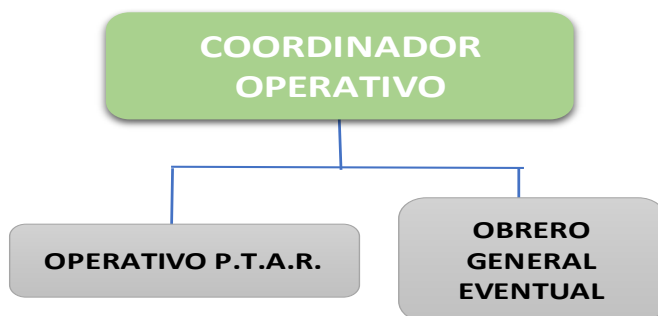 COORDINADOR
OPERATIVO
OPERATIVO P.T.A.R.
OBRERO
GENERAL
EVENTUAL